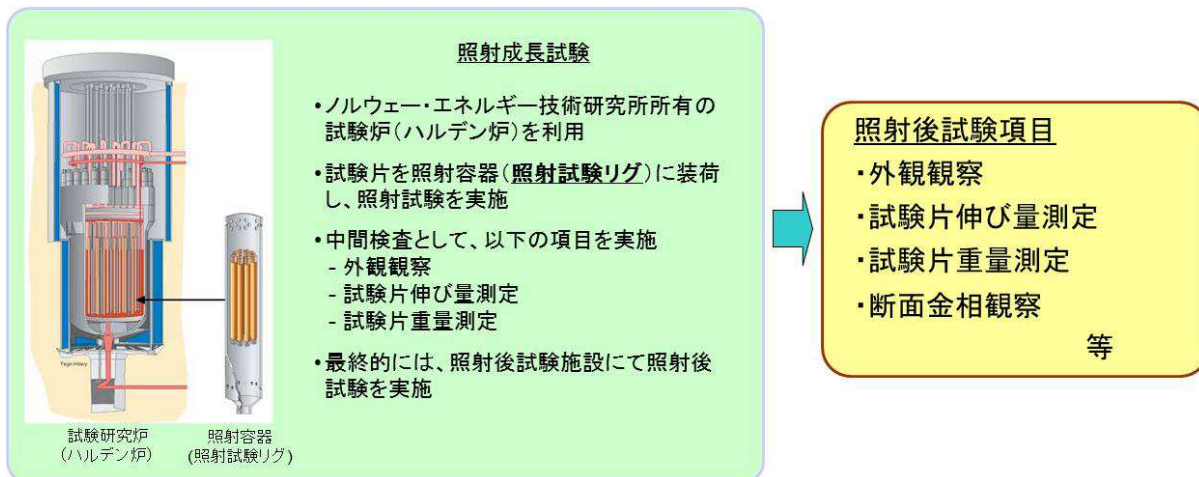 照射成長試験
・ノルウェー・エネルギー技術研究所所有の
試験炉(ハルデン炉)を利用
・試験片を照射容器(照射試験リグ)に装荷
し、照射試験を実施
・中間検査として、以下の項目を実施
- 外観観察
- 試験片伸び量測定
- 試験片重量測定
・最終的には、照射後試験施設にて照射後
試験を実施
試験研究炉
(ハルデン炉)
照射容器
(照射試験リグ)
照射後試験項目
・外観観察
・試験片伸び量測定
・試験片重量測定
・断面金相観察
等